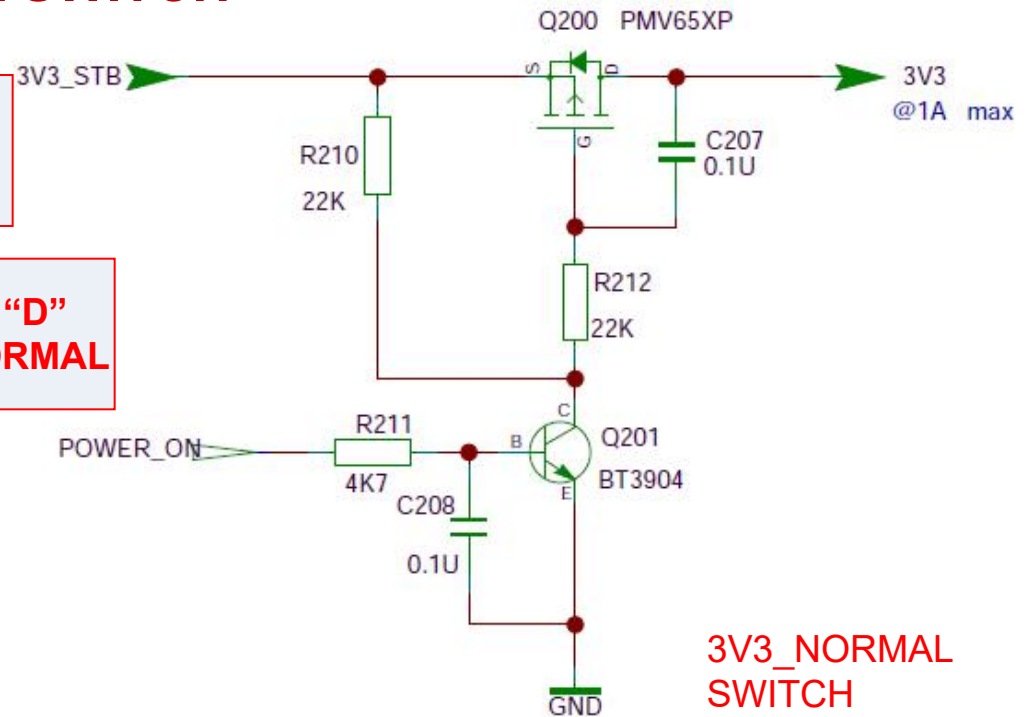 Q200 PMV65XP
3V3_STB
S
D
G
3V3
@1A max
R210
22K
C207
0.1U
R212
22K
“D”
POWER_ON
R211
4K7
B
C
E
Q201
BT3904
C208
0.1U
GND
3V3_NORMAL
SWITCH